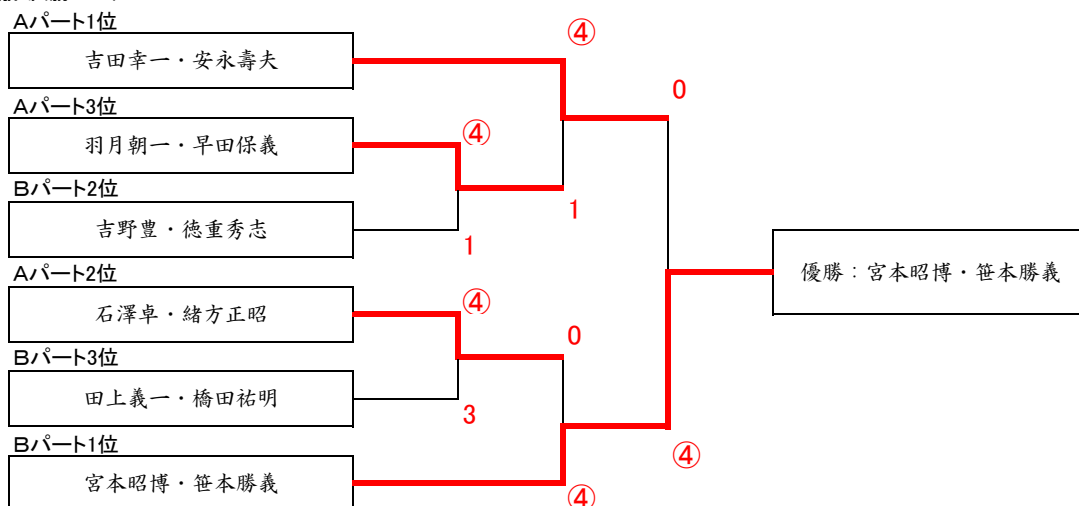 Aパート1位
④
吉田幸一・安永壽夫
0
Aパート3位
④
羽月朝一・早田保義
Bパート2位
1
吉野豊・徳重秀志
1
Aパート2位
優勝：宮本昭博・笹本勝義
④
石澤卓・緒方正昭
0
Bパート3位
田上義一・橋田祐明
3
Bパート1位
④
宮本昭博・笹本勝義
④